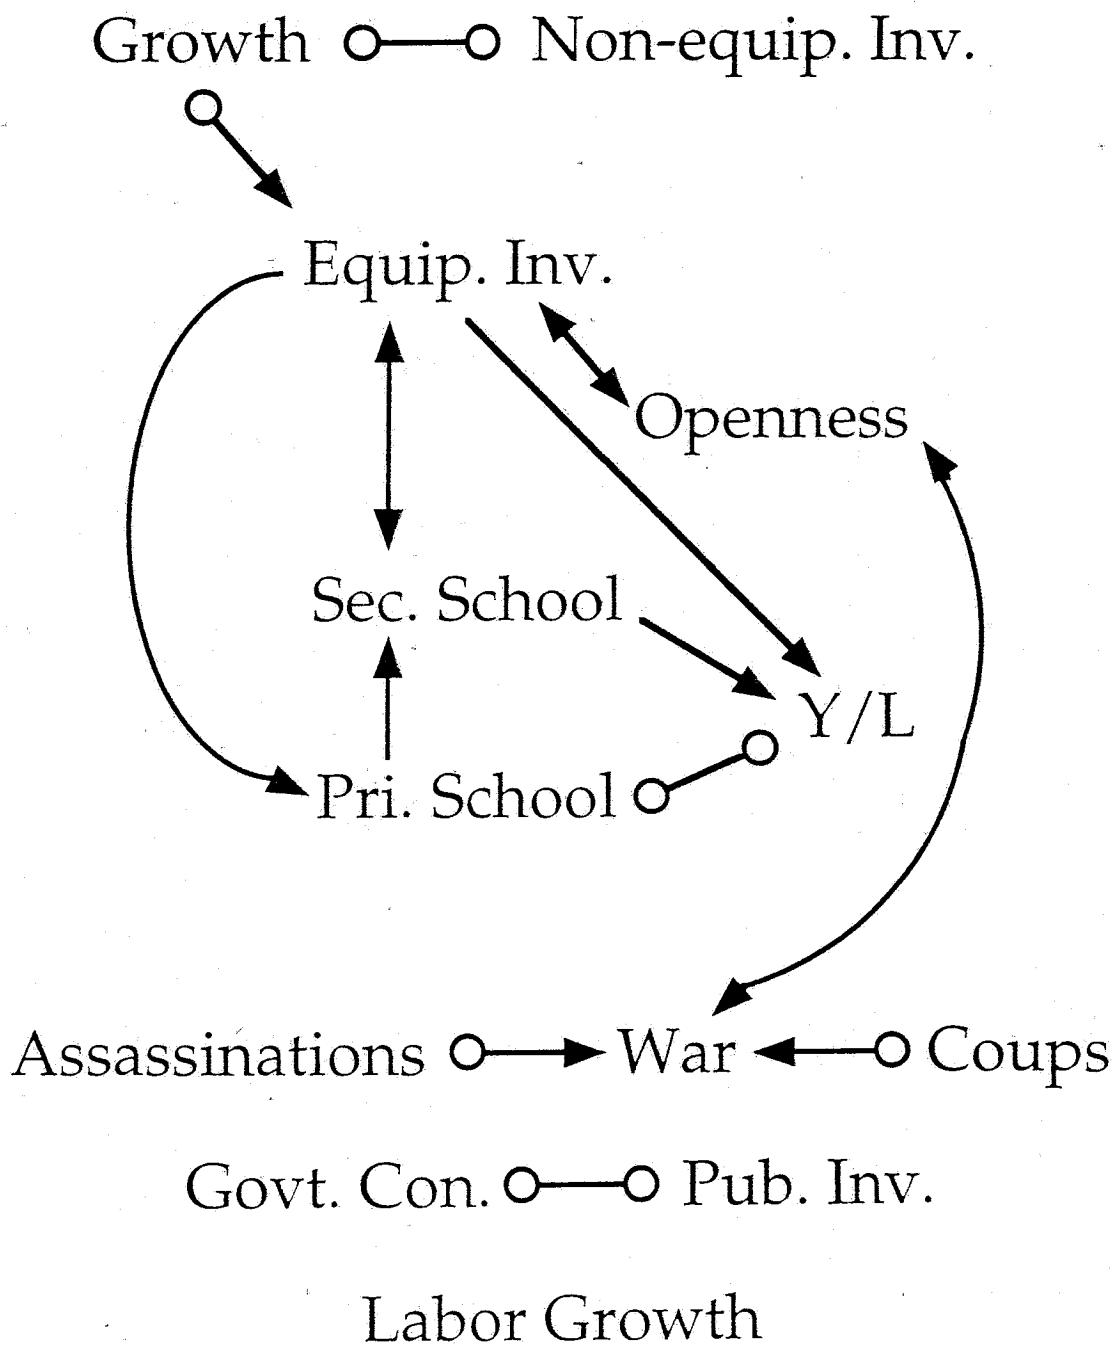 Growth Non-equip. Inv.
Equip. Inv.
Openness
Sec. School
Y/L
Pri. School
Assassinations War Coups
Govt. Con. Pub. Inv.
Labor Growth